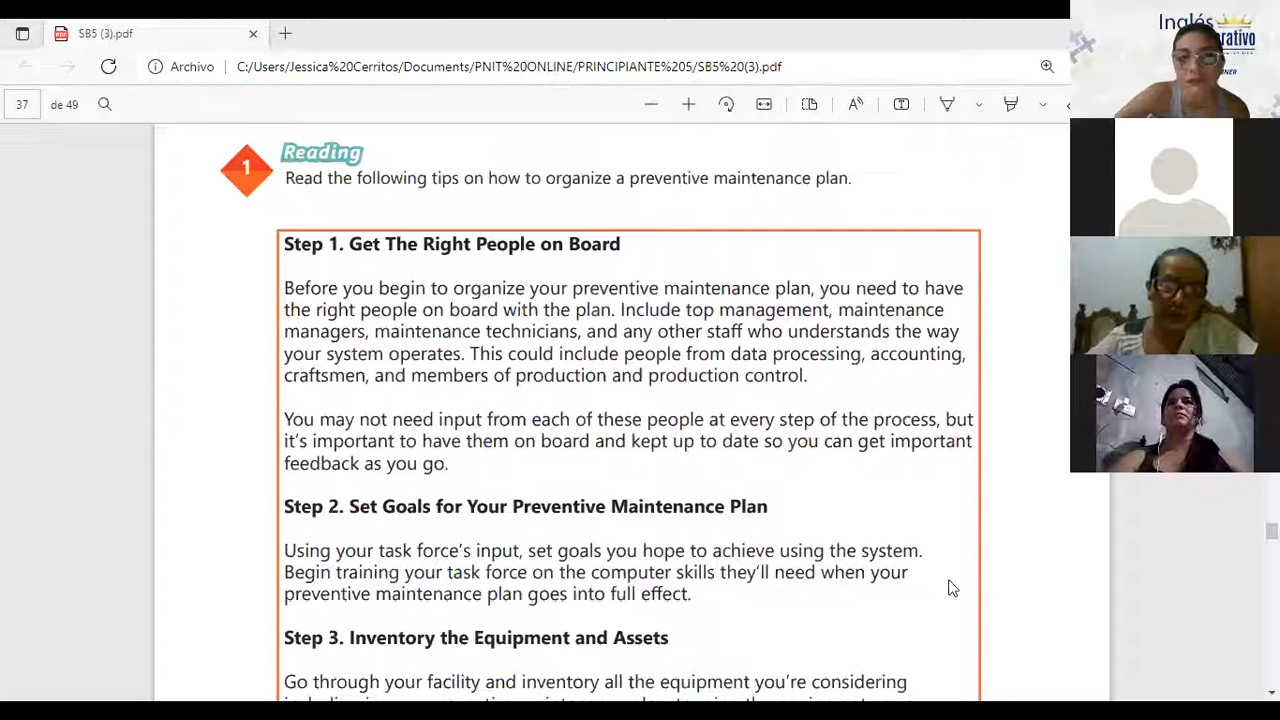 SB5 (3).pdf
Archivo
C:/Users/Jessica%20Cerritos/Documents/PNIT%20ONLINE/PRINCIPIANTE%205/SB5%20(3).pdf
37
de 49
Inglés
rativo
NER
1
Reading
Read the following tips on how to organize a preventive maintenance plan.
Step 1. Get The Right People on Board
Before you begin to organize your preventive maintenance plan, you need to have
the right people on board with the plan. Include top management, maintenance
managers, maintenance technicians, and any other staff who understands the way
your system operates. This could include people from data processing, accounting,
craftsmen, and members of production and production control.
You may not need input from each of these people at every step of the process, but
it's important to have them on board and kept up to date so you can get important
feedback as you go.
Step 2. Set Goals for Your Preventive Maintenance Plan
Using your task force's input, set goals you hope to achieve using the system.
Begin training your task force on the computer skills they'll need when your
preventive maintenance plan goes into full effect.
Step 3. Inventory the Equipment and Assets
Go through your facility and inventory all the equipment you're considering